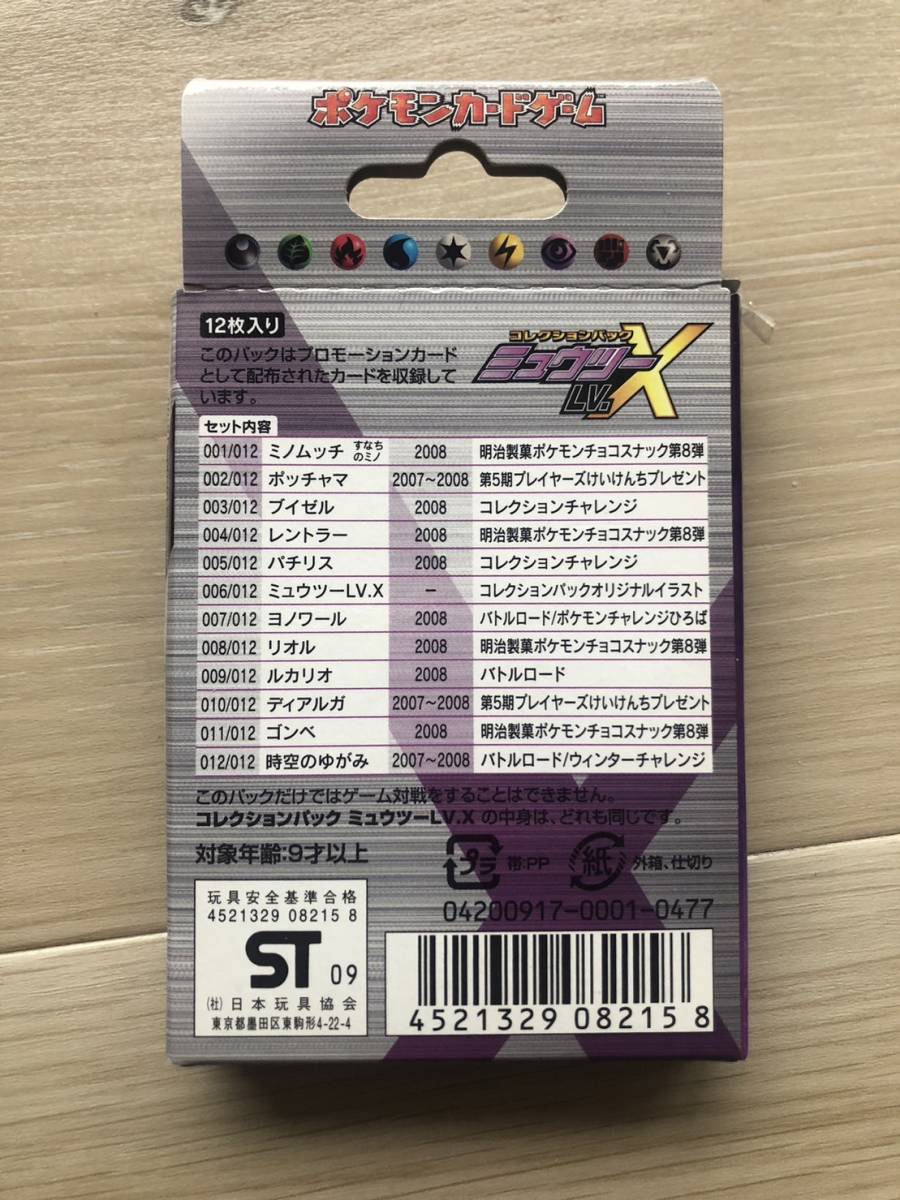 ポケモンカードゲーム
12枚入り
このパックはプロモーションカード
として配布されたカードを収録して
います。
コレクションパック
ミュウツー
LV.X
セット内容
001/012 ミノムッチ すなち
のミノ 2008 明治製菓ポケモンチョコスナック第8弾
002/012 ポッチャマ 2007~2008 第5期プレイヤーズけいけんちプレゼント
003/012 ブイゼル 2008 コレクションチャレンジ
004/012 レントラー 2008 明治製菓ポケモンチョコスナック第8弾
005/012 パチリス 2008 コレクションチャレンジ
006/012 ミュウツーLV.X − コレクションパックオリジナルイラスト
007/012 ヨノワール 2008 バトルロード/ポケモンチャレンジひろば
008/012 リオル 2008 明治製菓ポケモンチョコスナック第8弾
009/012 ルカリオ 2008 バトルロード
010/012 ディアルガ 2007~2008 第5期プレイヤーズけいけんちプレゼント
011/012 ゴンベ 2008 明治製菓ポケモンチョコスナック第8弾
012/012 時空のゆがみ 2007~2008 バトルロード/ウィンターチャレンジ
このパックだけではゲーム対戦をすることはできません。
コレクションパック ミュウツーLV.X の中身は、どれも同じです。
対象年齢:9才以上
プラ 帯:PP 紙 外箱、仕切り
04200917-0001-0477
玩具安全基準合格
4521329 08215 8
ST 09
(社)日本玩具協会
東京都墨田区東駒形4-22-4
4521329 082158